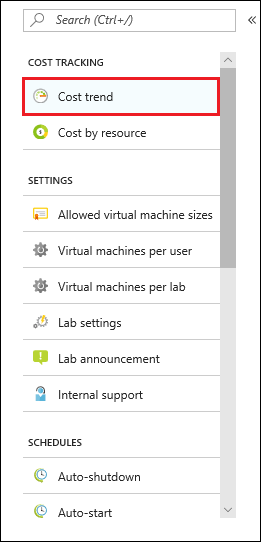 Search (Ctrl+/)
«
COST TRACKING
Cost trend
Cost by resource
SETTINGS
Allowed virtual machine sizes
Virtual machines per user
Virtual machines per lab
Lab settings
Lab announcement
Internal support
SCHEDULES
Auto-shutdown
Auto-start